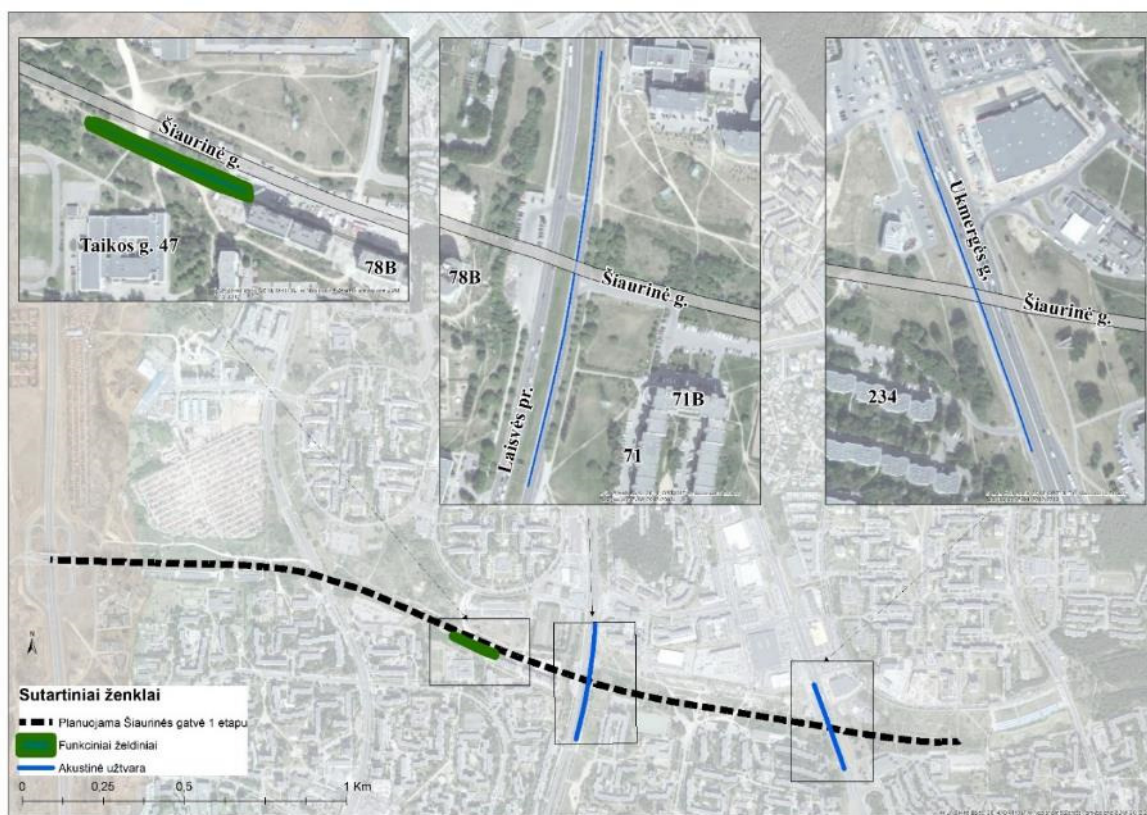 Šiaurinė g.
Taikos g. 47
78B
78B
Šiaurinė g.
Laisvės pr.
71B
71
Ukmergės g.
Šiaurinė g.
234
N
Sutartiniai ženklai
Planuojama Šiaurinės gatvė 1 etapu
Funkciniai želdiniai
Akustinė užtvara
0 0,25 0,5 1 Km